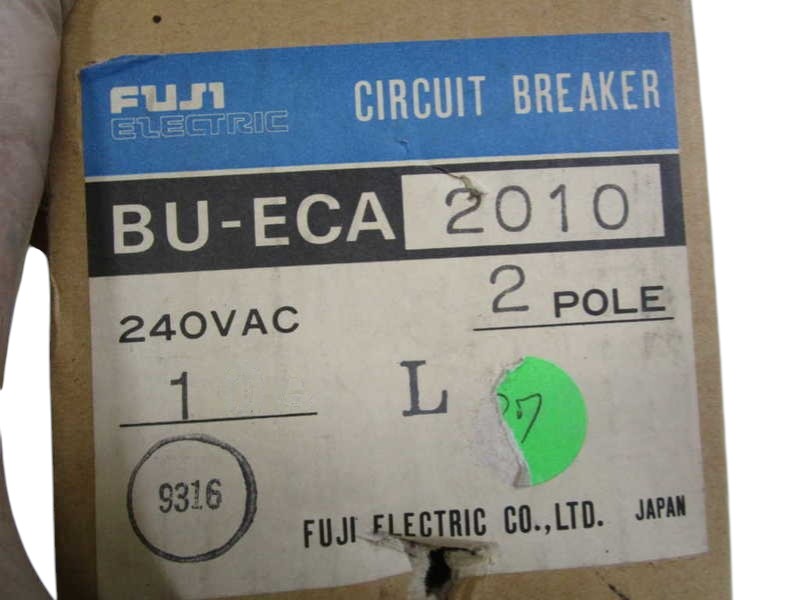 FUJI
ELECTRIC
CIRCUIT BREAKER
BU-ECA 2010
240VAC
2 POLE
1
L
9316
FUJI ELECTRIC CO.,LTD. JAPAN